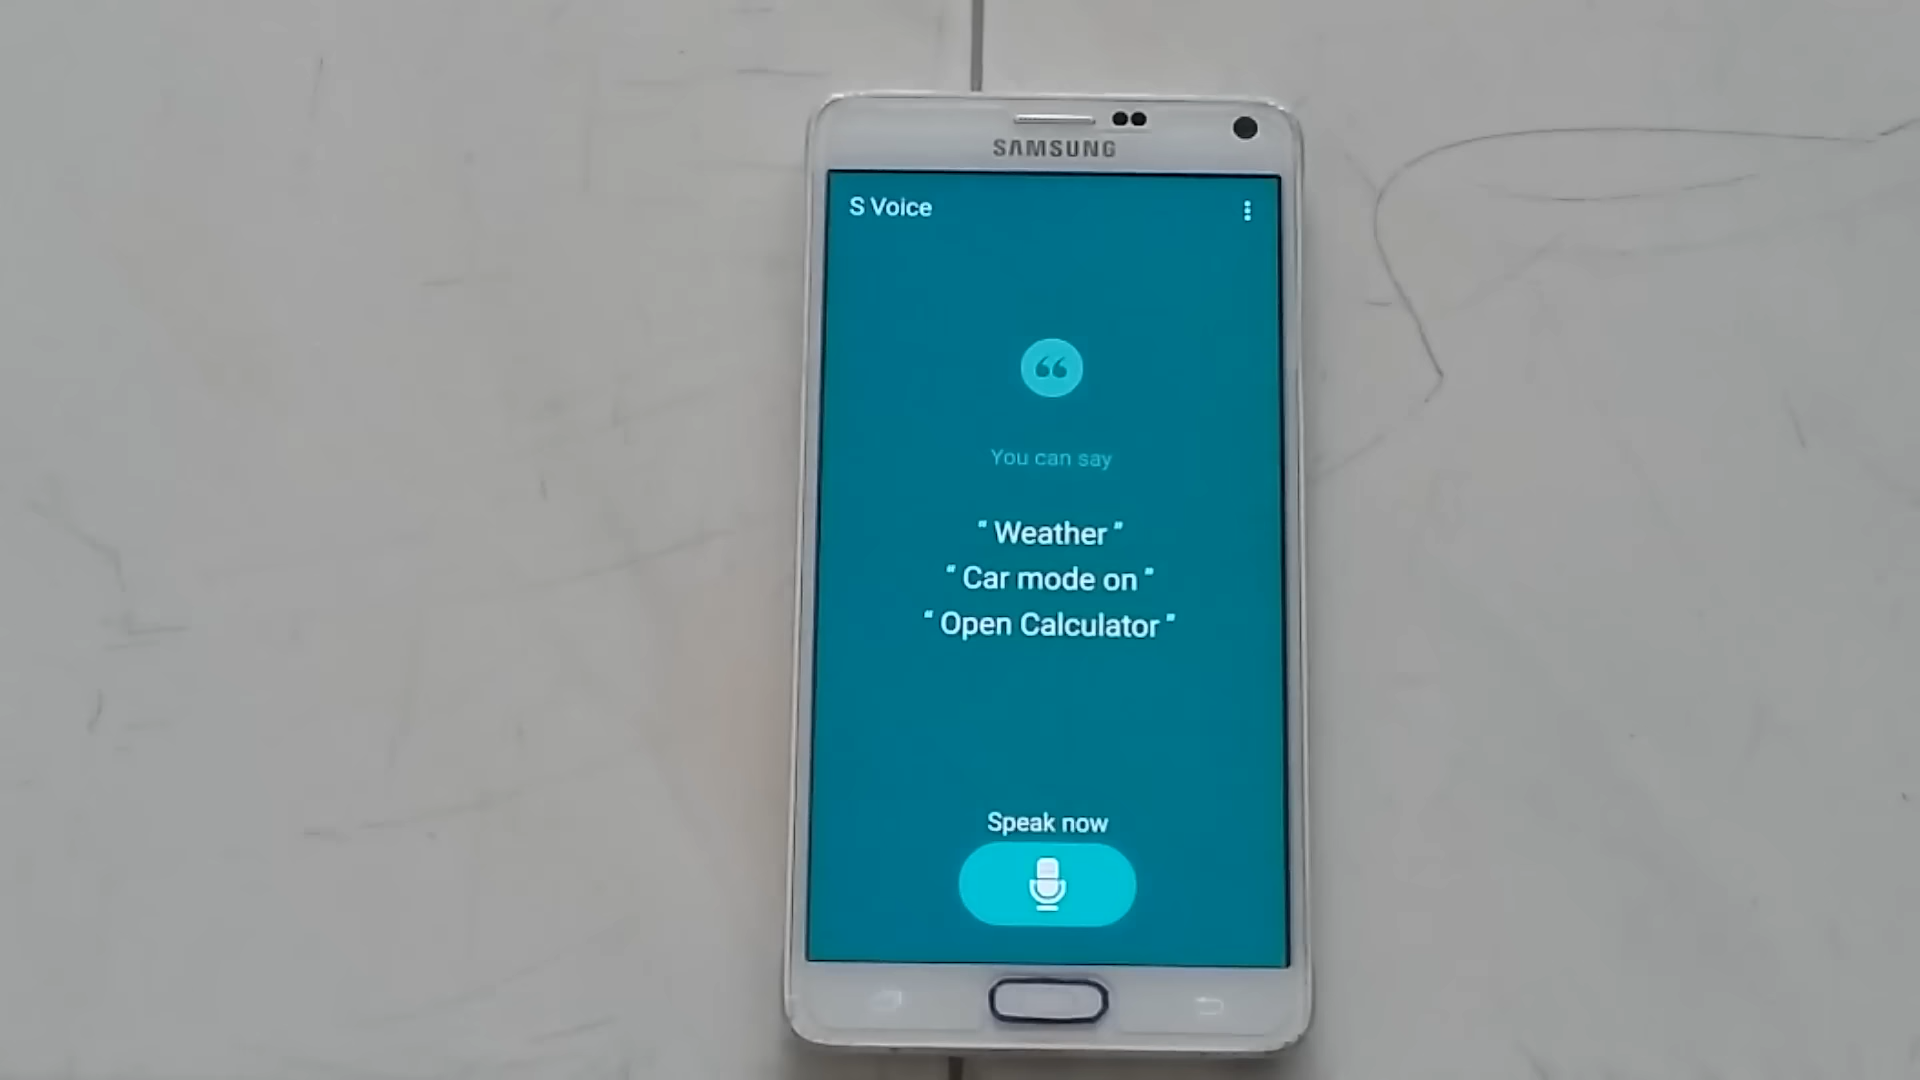 SAMSUNG
S Voice
You can say
" Weather "
" Car mode on "
" Open Calculator "
Speak now